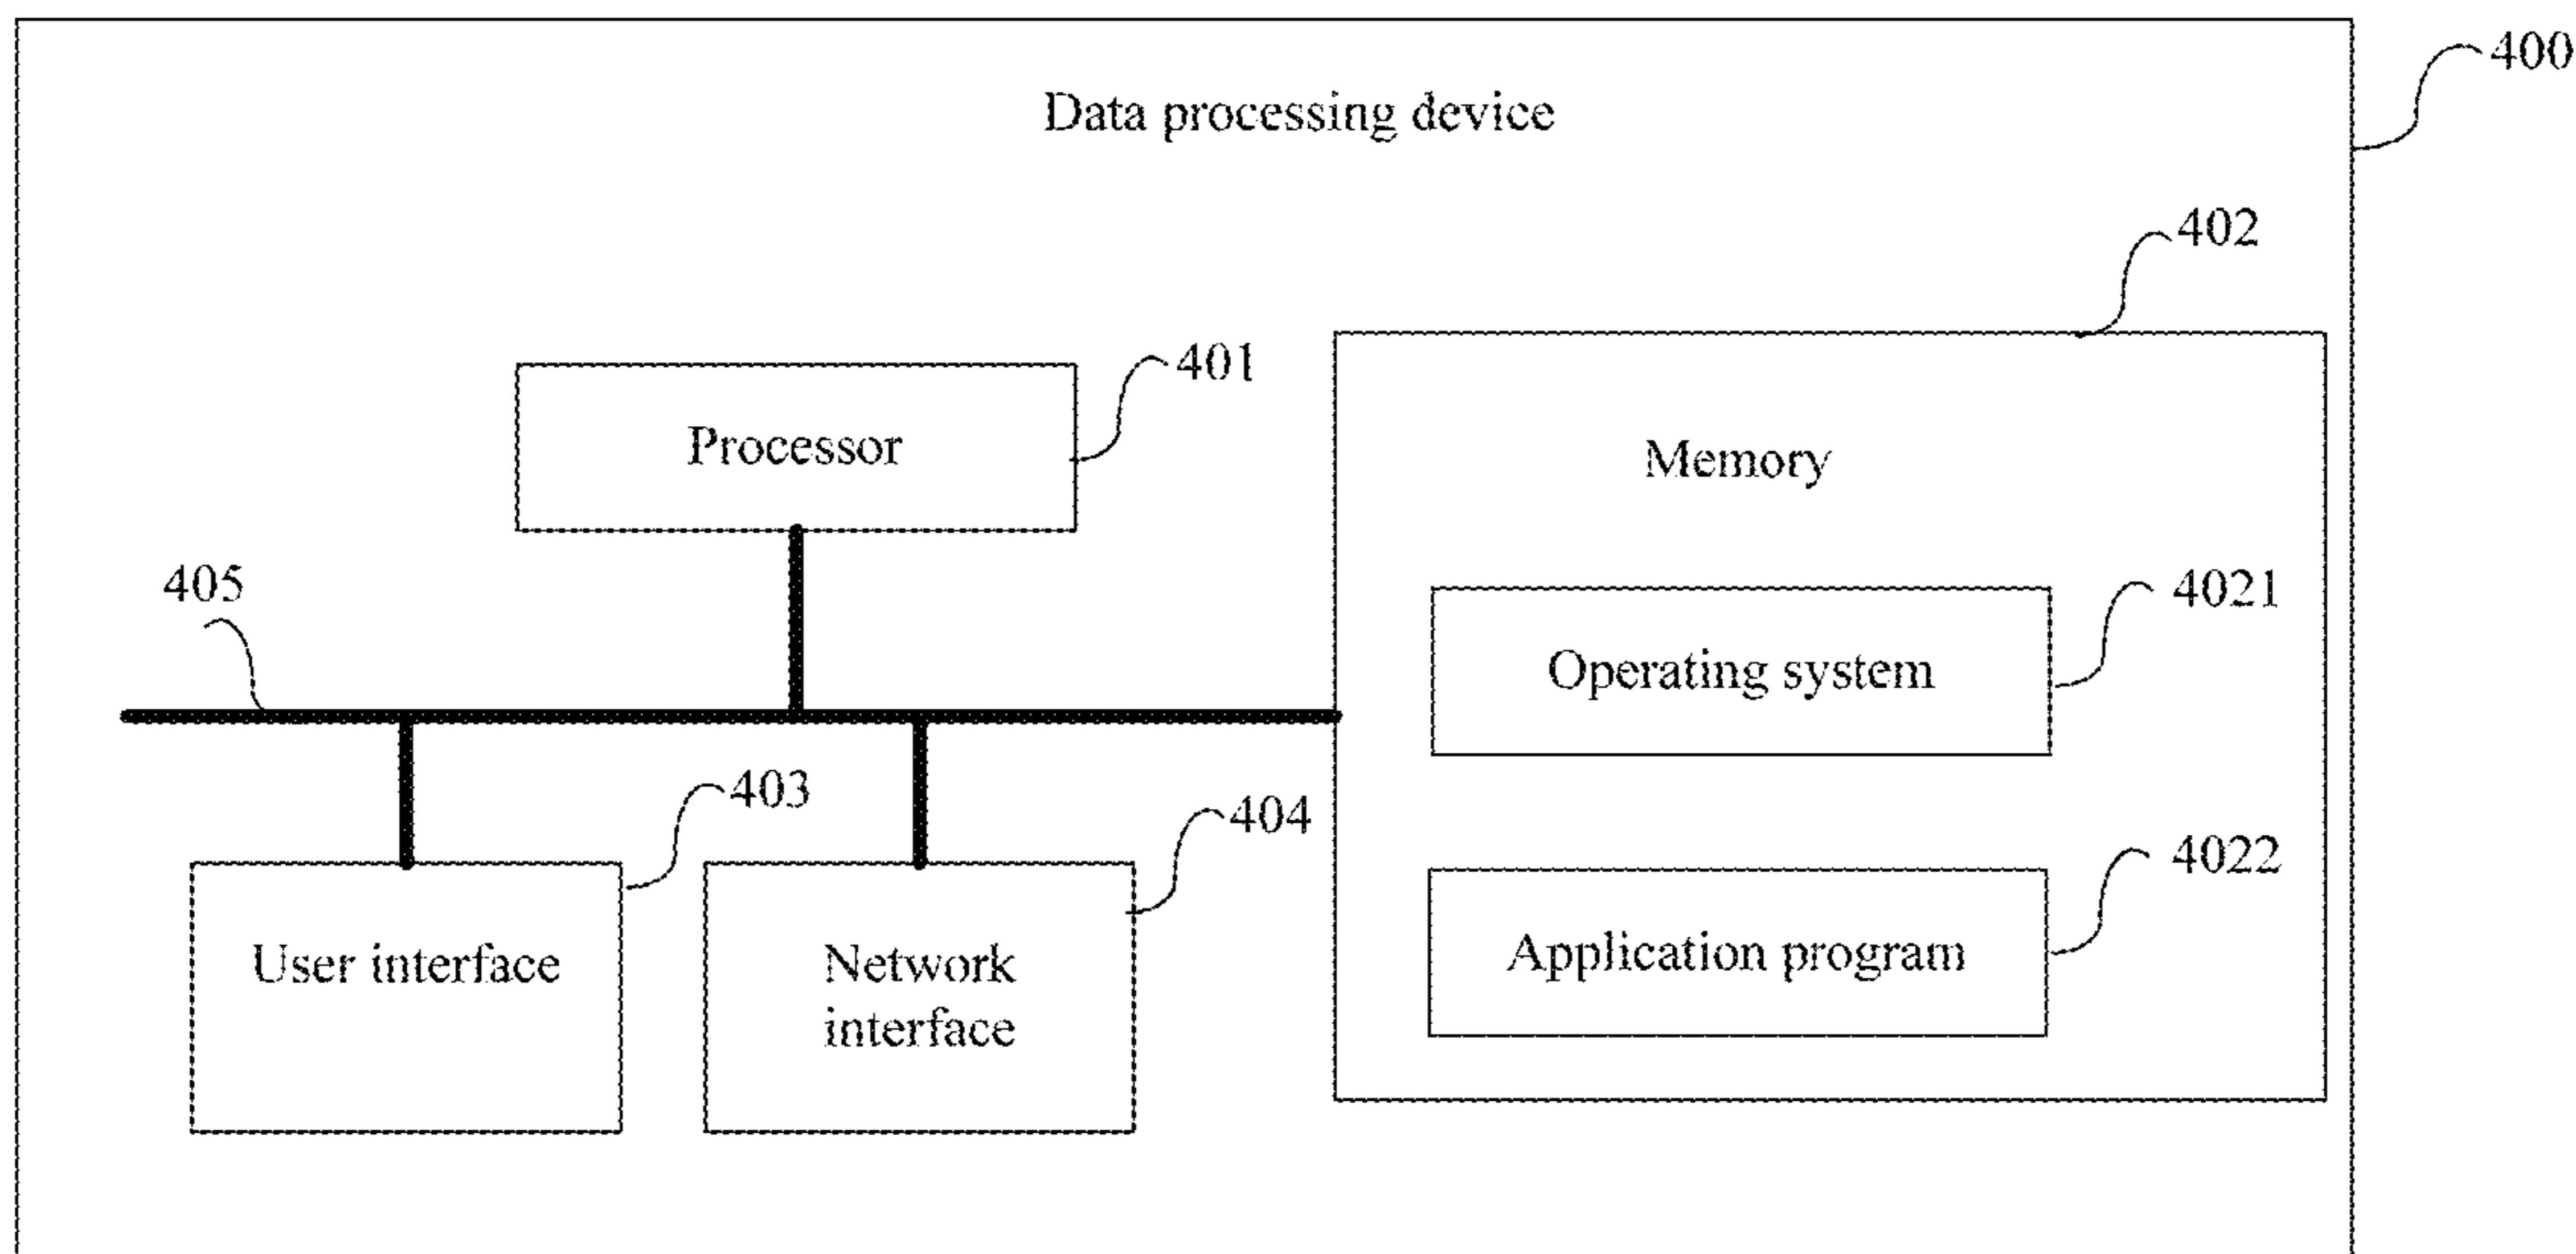 400
Data processing device
402
401
Processor
Memory
405
4021
Operating system
403
404
4022
User interface
Network
interface
Application program